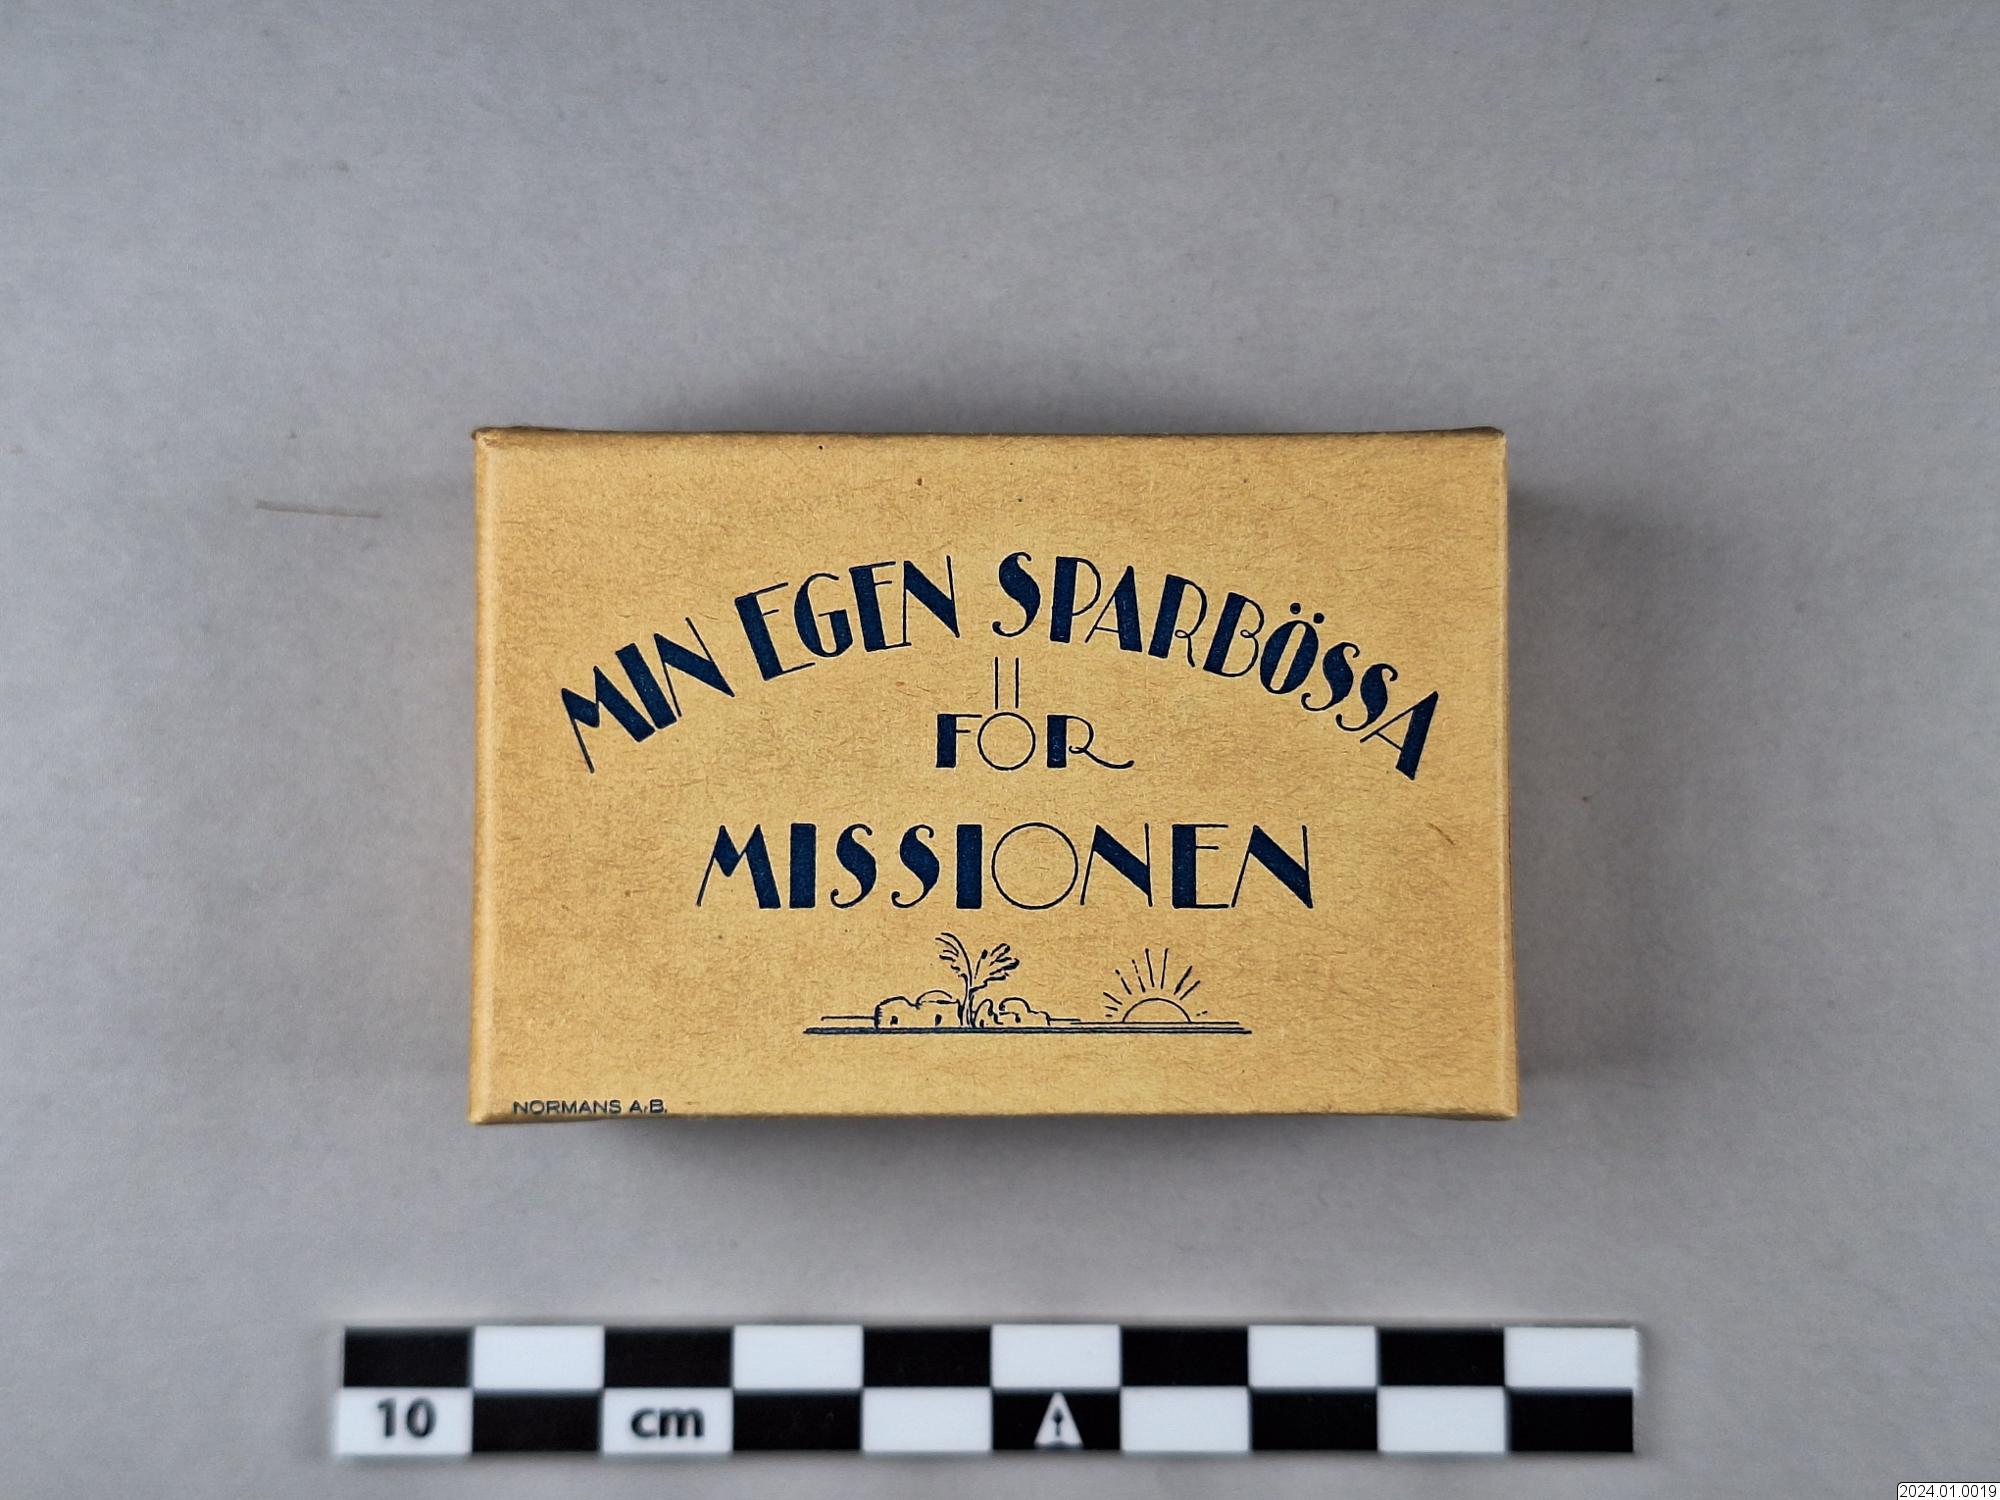 MIN EGEN SPARBÖSSA
FÖR
MISSIONEN
NORMANS A.B.
10 cm
2024.01.0019